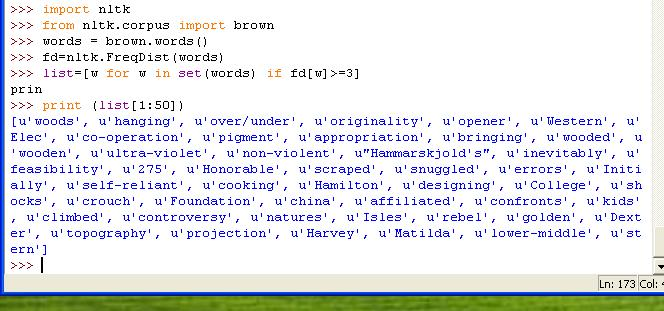 >>> import nltk
>>> from nltk.corpus import brown
>>> words = brown.words()
>>> fd=nltk.FreqDist(words)
>>> list=[w for w in set(words) if fd[w]>=3]
prin
>>> print (list[1:50])
[u'woods', u'hanging', u'over/under', u'originality', u'opener', u'Western', u'
Elec', u'co-operation', u'pigment', u'appropriation', u'bringing', u'wooded', u
'wooden', u'ultra-violet', u'non-violent', u"Hammarskjold's", u'inevitably', u'
feasibility', u'275', u'Honorable', u'scraped', u'snuggled', u'errors', u'Initi
ally', u'self-reliant', u'cooking', u'Hamilton', u'designing', u'College', u'sh
ocks', u'crouch', u'Foundation', u'china', u'affiliated', u'confronts', u'kids'
, u'climbed', u'controversy', u'natures', u'Isles', u'rebel', u'golden', u'Dext
er', u'topography', u'projection', u'Harvey', u'Matilda', u'lower-middle', u'st
ern']
>>>
Ln: 173 Col: 4